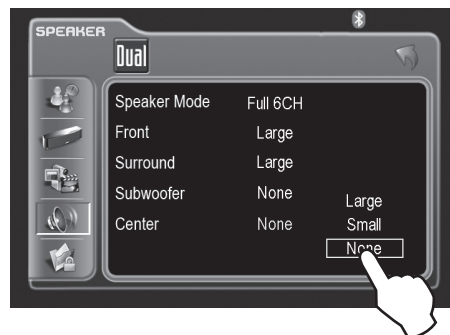 SPEAKER
Dual
Speaker Mode Full 6CH
Front Large
Surround Large
Subwoofer None
Center None
Large
Small
None